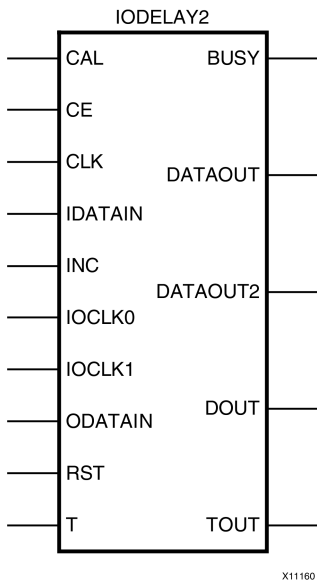 IODELAY2
CAL
BUSY
CE
CLK
DATAOUT
IDATAIN
INC
DATAOUT2
IOCLK0
IOCLK1
DOUT
ODATAIN
RST
T
TOUT
X11160